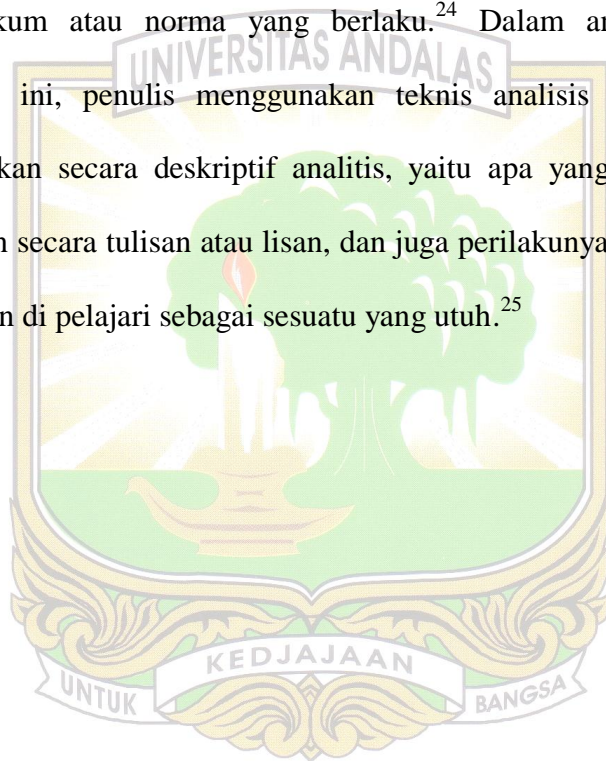 kum atau norma yang berlaku.24 Dalam an
UNIVERSITAS ANDALAS
ini, penulis menggunakan teknis analisis
kan secara deskriptif analitis, yaitu apa yang
n secara tulisan atau lisan, dan juga perilakunya
n di pelajari sebagai sesuatu yang utuh.25
KEDJAJAAN
UNTUK BANGSA